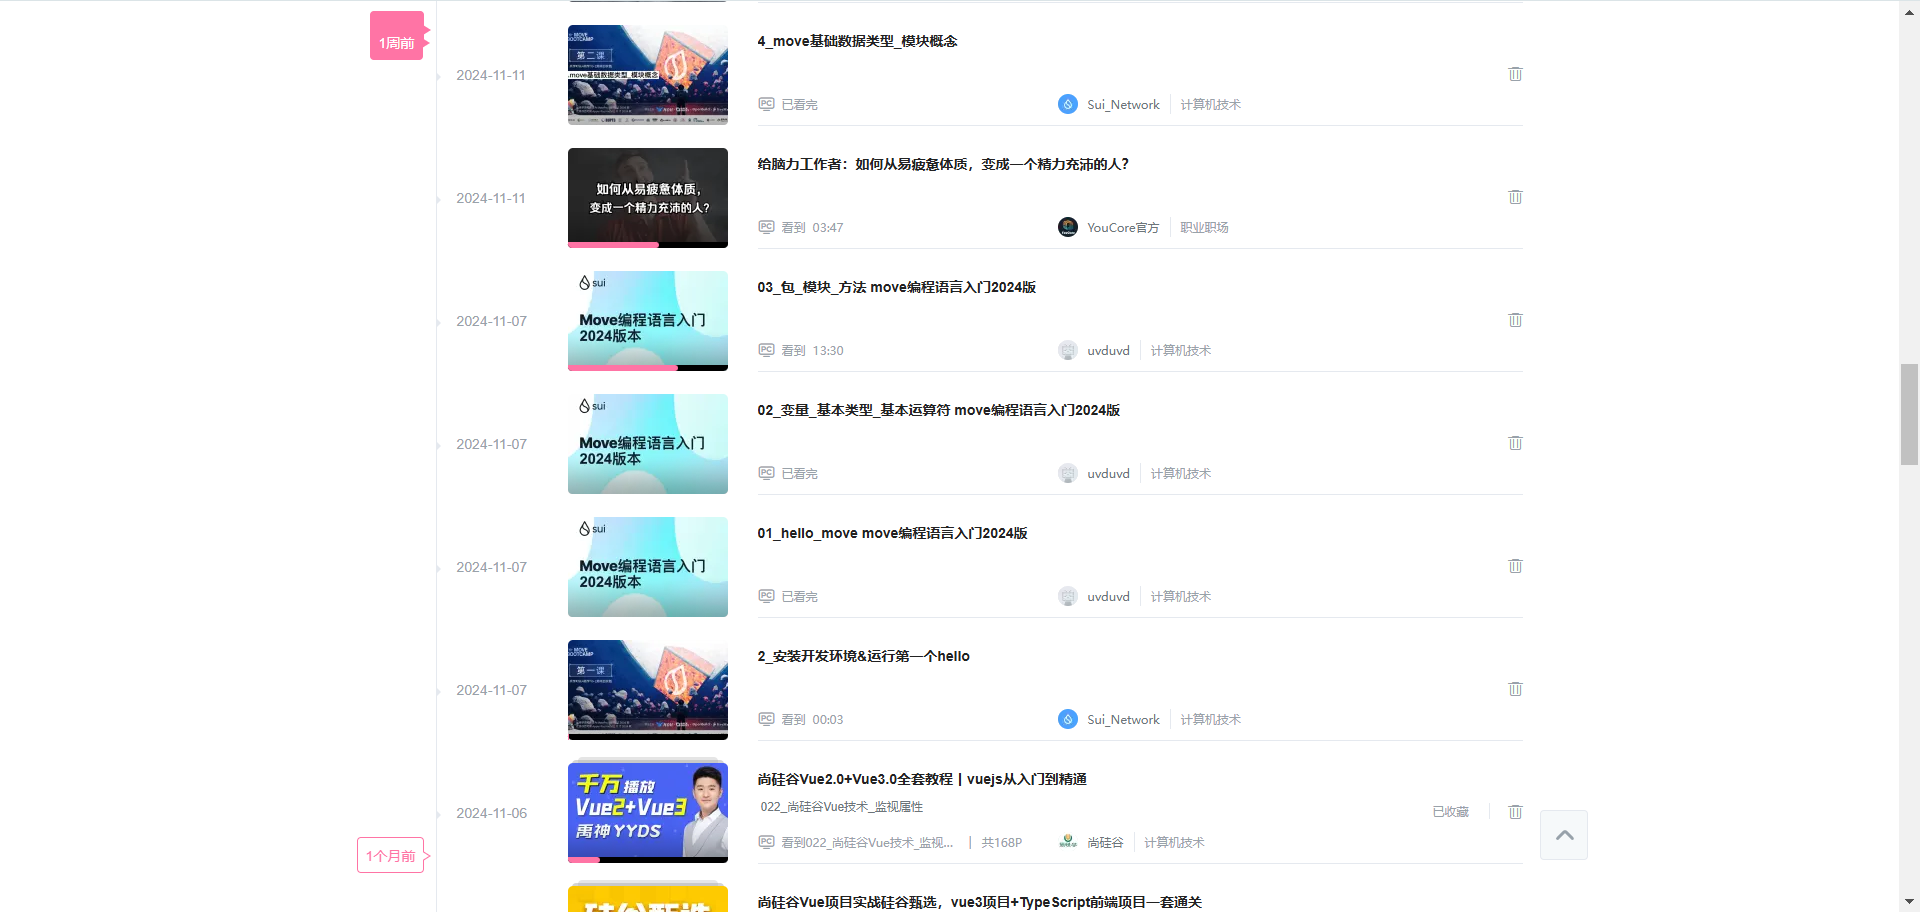 1周前
2024-11-11
MOVE
BOOTCAMP
第二课
.move基础数据类型_模块概念
4_move基础数据类型_模块概念
PC 已看完
Sui_Network
计算机技术
2024-11-11
如何从易疲惫体质，
变成一个精力充沛的人？
给脑力工作者：如何从易疲惫体质，变成一个精力充沛的人？
PC 看到 03:47
YouCore官方
职业职场
2024-11-07
sui
Move编程语言入门
2024版本
03_包_模块_方法 move编程语言入门2024版
PC 看到 13:30
uvduvd
计算机技术
2024-11-07
sui
Move编程语言入门
2024版本
02_变量_基本类型_基本运算符 move编程语言入门2024版
PC 已看完
uvduvd
计算机技术
2024-11-07
sui
Move编程语言入门
2024版本
01_hello_move move编程语言入门2024版
PC 已看完
uvduvd
计算机技术
2024-11-07
MOVE
BOOTCAMP
第一课
2_安装开发环境&运行第一个hello
PC 看到 00:03
Sui_Network
计算机技术
2024-11-06
千万播放
Vue2+Vue3
禹神YYDS
尚硅谷Vue2.0+Vue3.0全套教程丨vuejs从入门到精通
022_尚硅谷Vue技术_监视属性
PC 看到022_尚硅谷Vue技术_监视... | 共168P
尚硅谷
计算机技术
已收藏
1个月前
硅谷甄选
尚硅谷Vue项目实战硅谷甄选，vue3项目+TypeScript前端项目一套通关